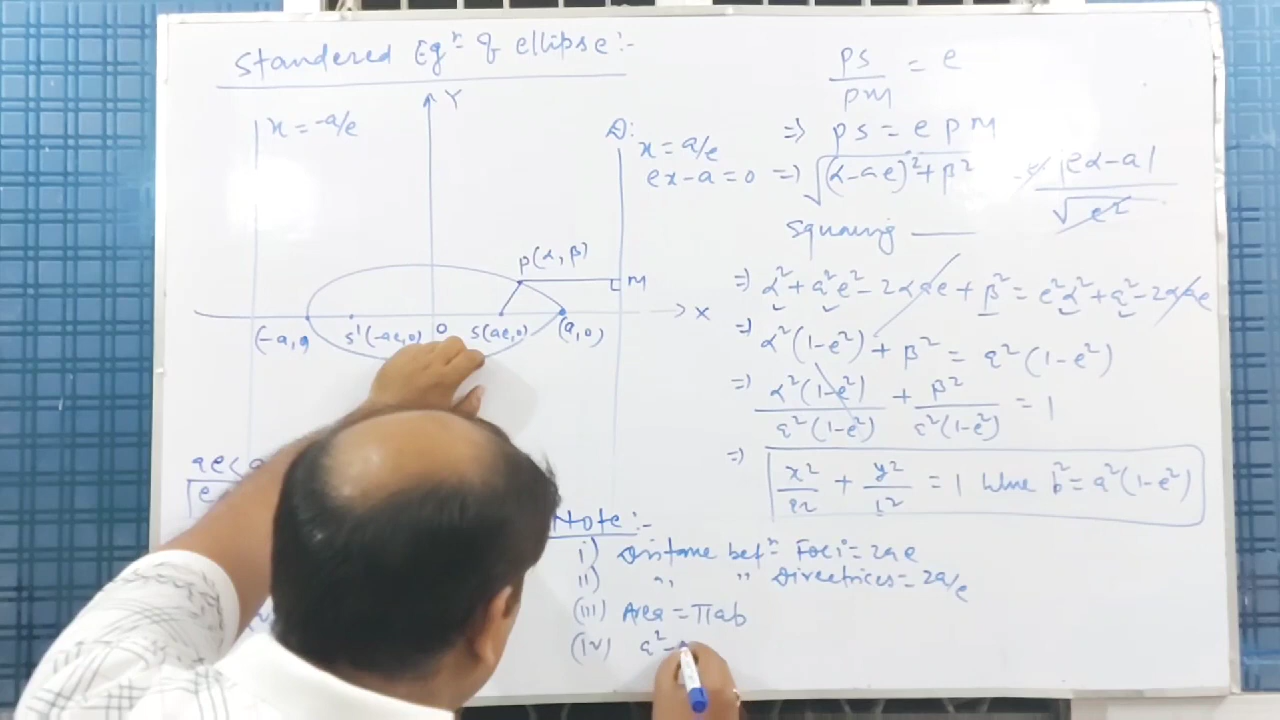 Standered Eqⁿ of ellipse:-
Y
x = -a/e
D:
x = a/e
ex-a = 0
P(α, β)
M
X
(-a, 0
S'(-ae, 0)
O
S(ae, 0)
(a, 0)
ae < a
e
PS/PM = e
=> PS = e PM
=> √((α-ae)²+β²) = e |eα-a|/√e²
Squaring
=> α²+a²e²-2αae+β² = e²α²+a²-2αae
=> α²(1-e²)+β² = a²(1-e²)
=> α²(1-e²)/a²(1-e²) + β²/a²(1-e²) = 1
=> x²/a² + y²/b² = 1 where b² = a²(1-e²)
Note:-
i) Distance betⁿ Foci = 2ae
ii) " " Directrices = 2a/e
(iii) Area = πab
(iv) a²-